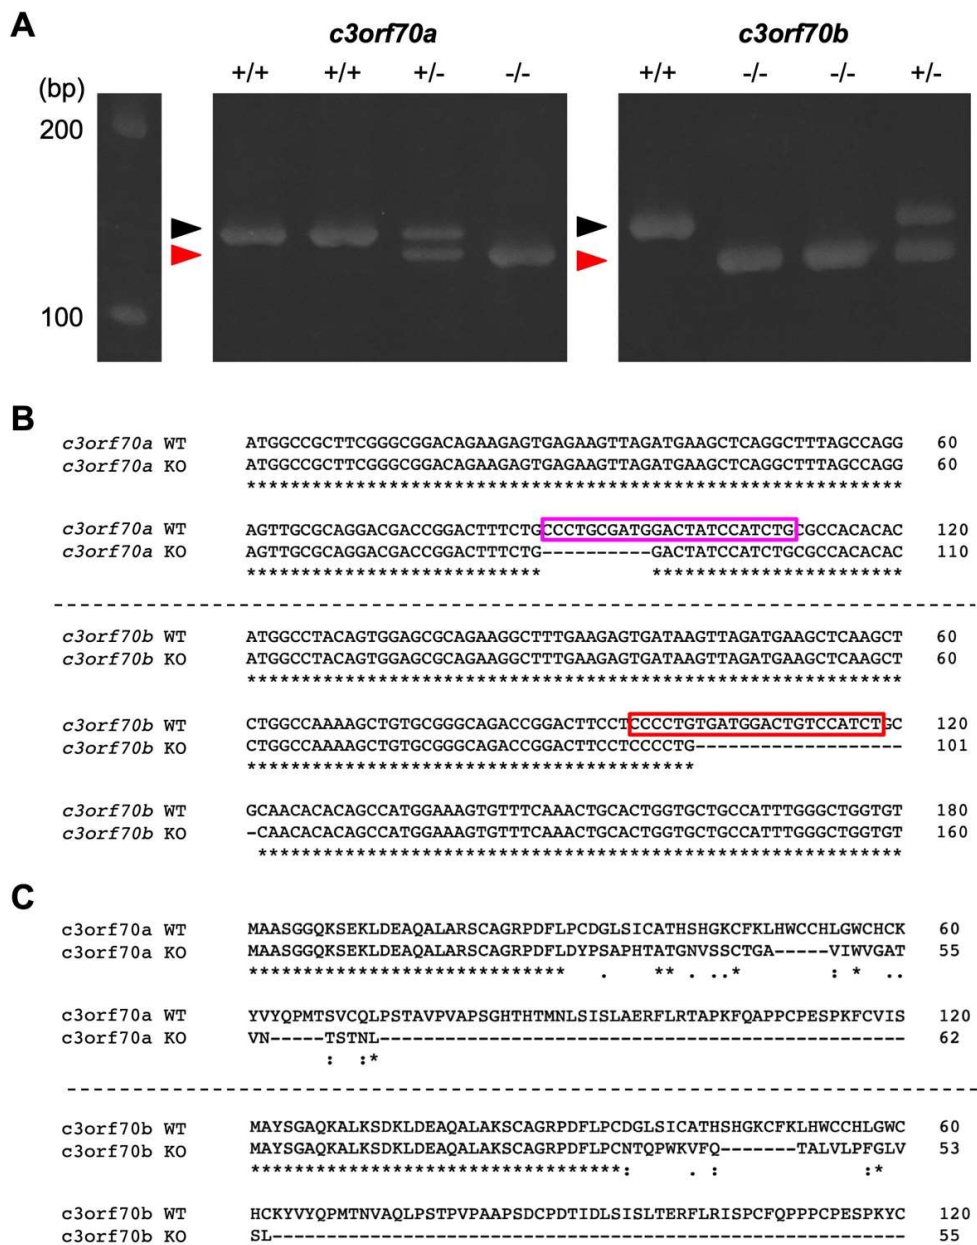 A
c3orf70a
c3orf70b
+/+ +/+ +/- -/-
+/+ -/- -/- +/-
(bp)
200
100
B
c3orf70a WT ATGGCCGCTTCGGGCGGACAGAAGAGTGAGAAGTTAGATGAAGCTCAGGCTTTAGCCAGG 60
c3orf70a KO ATGGCCGCTTCGGGCGGACAGAAGAGTGAGAAGTTAGATGAAGCTCAGGCTTTAGCCAGG 60
************************************************************
c3orf70a WT AGTTGCGCAGGACGACCGGACTTTCTGCCCTGCGATGGACTATCCATCTGCGCCACACAC 120
c3orf70a KO AGTTGCGCAGGACGACCGGACTTTCTG----------GACTATCCATCTGCGCCACACAC 110
*************************** ***********************
c3orf70b WT ATGGCCTACAGTGGAGCGCAGAAGGCTTTGAAGAGTGATAAGTTAGATGAAGCTCAAGCT 60
c3orf70b KO ATGGCCTACAGTGGAGCGCAGAAGGCTTTGAAGAGTGATAAGTTAGATGAAGCTCAAGCT 60
************************************************************
c3orf70b WT CTGGCCAAAAGCTGTGCGGGCAGACCGGACTTCCTCCCCTGTGATGGACTGTCCATCTGC 120
c3orf70b KO CTGGCCAAAAGCTGTGCGGGCAGACCGGACTTCCTCCCCTG------------------- 101
*****************************************
c3orf70b WT GCAACACACAGCCATGGAAAGTGTTTCAAACTGCACTGGTGCTGCCATTTGGGCTGGTGT 180
c3orf70b KO -CAACACACAGCCATGGAAAGTGTTTCAAACTGCACTGGTGCTGCCATTTGGGCTGGTGT 160
***********************************************************
C
c3orf70a WT MAASGGQKSEKLDEAQALARSCAGRPDFLPCDGLSICATHSHGKCFKLHWCCHLGWCHCK 60
c3orf70a KO MAASGGQKSEKLDEAQALARSCAGRPDFLDYPSAPHTATGNVSSCTGA-----VIWVGAT 55
***************************** . ** . ..* : * ..
c3orf70a WT YVYQPMTSVCQLPSTAVPVAPSGHTHTMNLSISLAERFLRTAPKFQAPPCPESPKFCVIS 120
c3orf70a KO VN-----TSTNL------------------------------------------------ 62
: :*
c3orf70b WT MAYSGAQKALKSDKLDEAQALAKSCAGRPDFLPCDGLSICATHSHGKCFKLHWCCHLGWC 60
c3orf70b KO MAYSGAQKALKSDKLDEAQALAKSCAGRPDFLPCNTQPWKVFQ-------TALVLPFGLV 53
**********************************: . : :*
c3orf70b WT HCKYVYQPMTNVAQLPSTPVPAAPSDCPDTIDLSISLTERFLRISPCFQPPPCPESPKYC 120
c3orf70b KO SL---------------------------------------------------------- 55